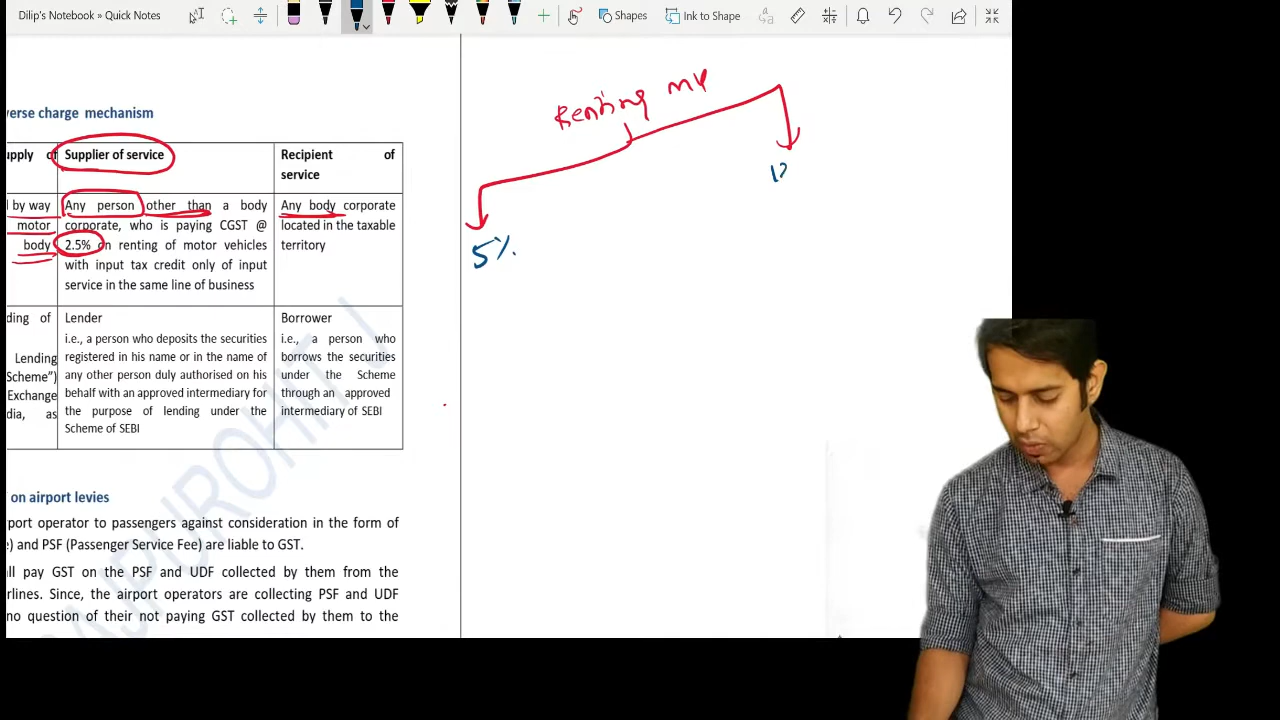 Dilip's Notebook » Quick Notes
Shapes
Ink to Shape
verse charge mechanism
upply of
Supplier of service
Recipient of
service
by way
motor
body
Any person other than a body
corporate, who is paying CGST @
2.5% on renting of motor vehicles
with input tax credit only of input
service in the same line of business
Any body corporate
located in the taxable
territory
ding of
Lending
Scheme”)
Exchange
dia, as
Lender
i.e., a person who deposits the securities
registered in his name or in the name of
any other person duly authorised on his
behalf with an approved intermediary for
the purpose of lending under the
Scheme of SEBI
Borrower
i.e., a person who
borrows the securities
under the Scheme
through an approved
intermediary of SEBI
on airport levies
port operator to passengers against consideration in the form of
e) and PSF (Passenger Service Fee) are liable to GST.
all pay GST on the PSF and UDF collected by them from the
rlines. Since, the airport operators are collecting PSF and UDF
no question of their not paying GST collected by them to the
Renting MV
5%
RAJPUROHIT J